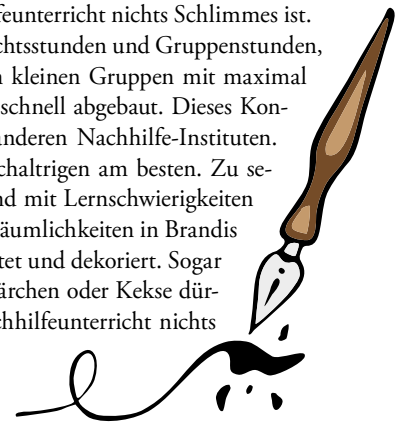 feunterricht nichts Schlimmes ist.
chtsstunden und Gruppenstunden,
kleinen Gruppen mit maximal
schnell abgebaut. Dieses Kon-
anderen Nachhilfe-Instituten.
chaltrigen am besten. Zu se-
nd mit Lernschwierigkeiten
äumlichkeiten in Brandis
tet und dekoriert. Sogar
ärchen oder Kekse dür-
chhilfeunterricht nichts